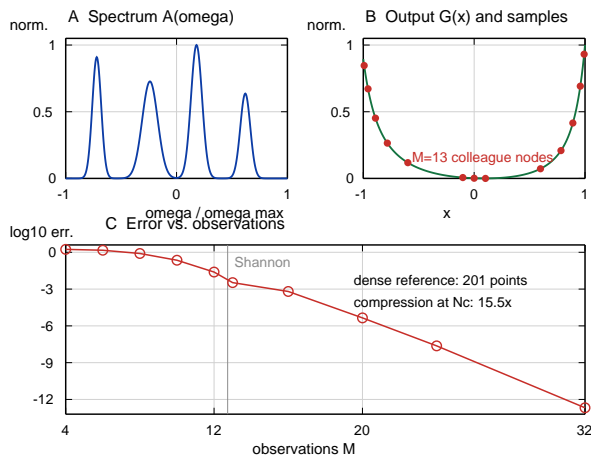 A Spectrum A(omega)
norm.
1
0.5
0
-1
0
1
omega / omega max
B Output G(x) and samples
norm.
1
0.5
0
M=13 colleague nodes
-1
0
1
x
C Error vs. observations
log10 err.
0
-3
-6
-9
-12
Shannon
dense reference: 201 points
compression at Nc: 15.5x
4
12
20
32
observations M